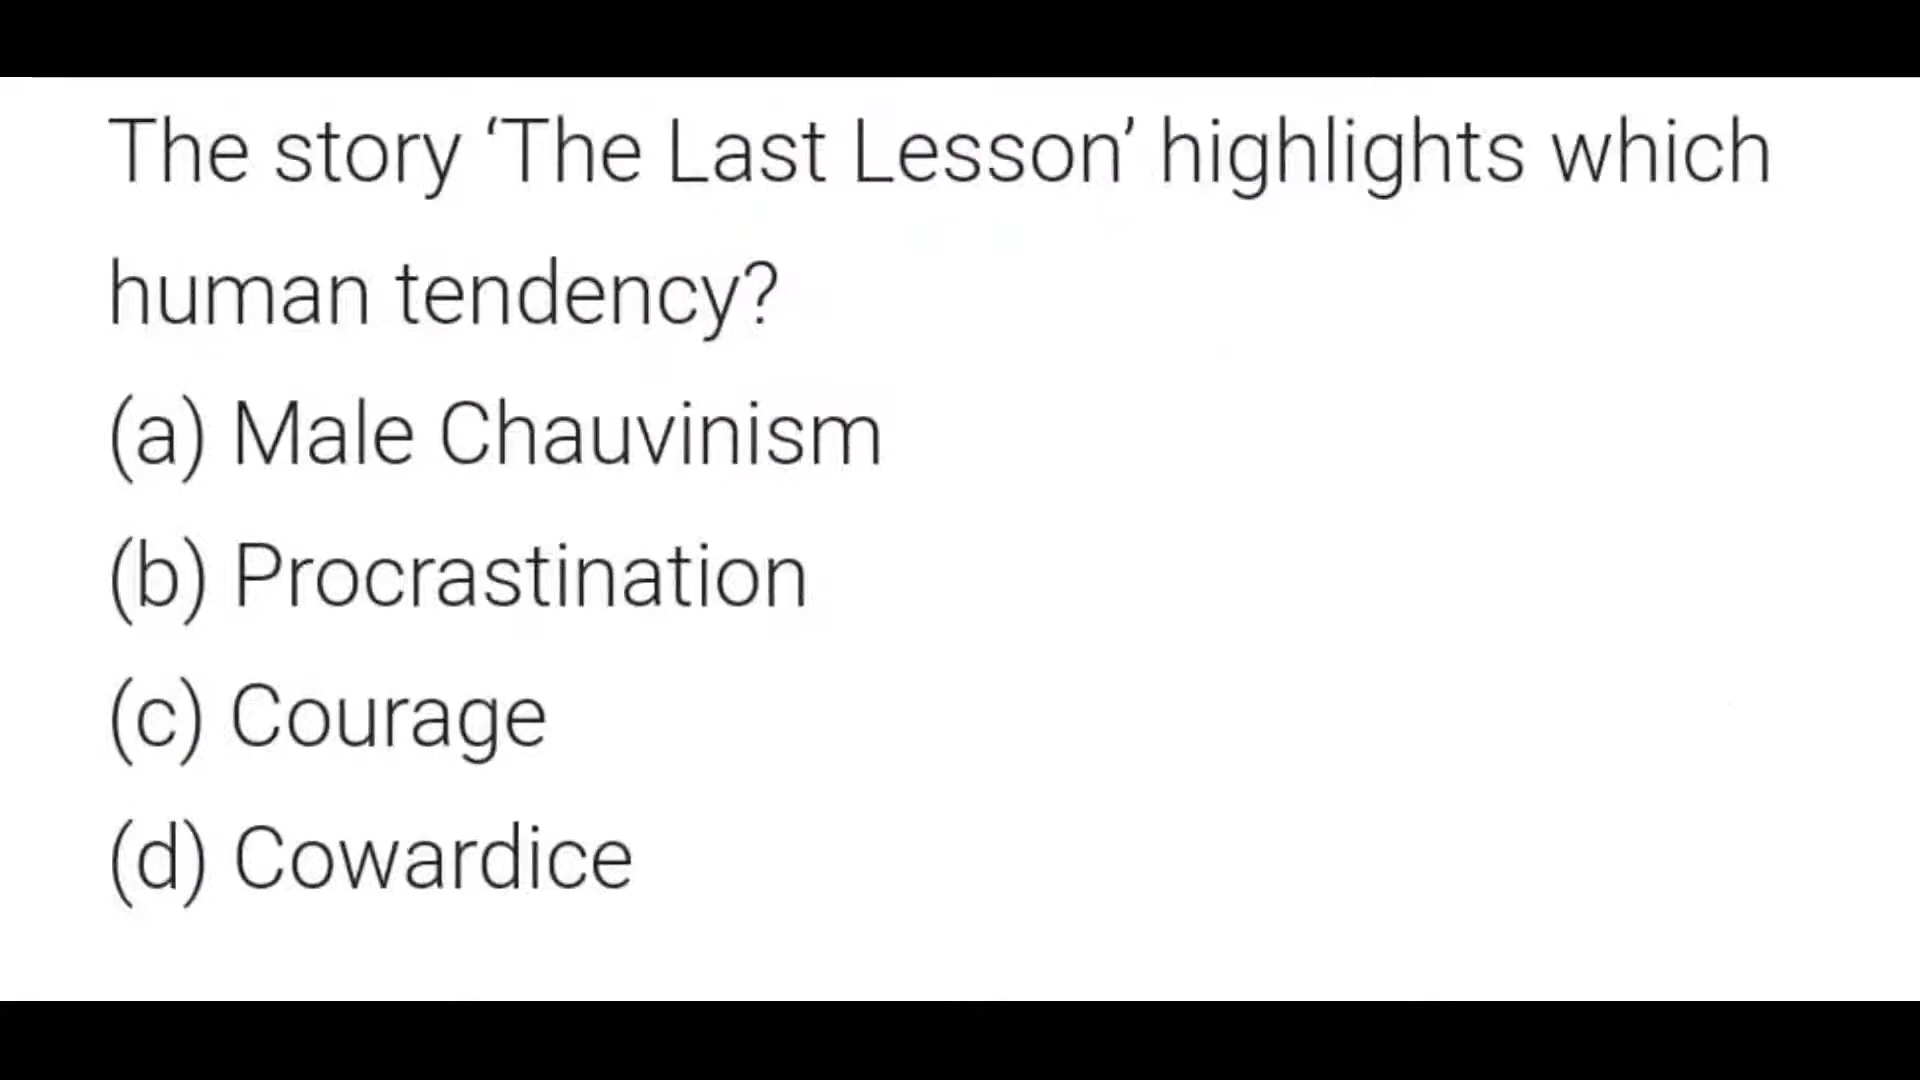 The story ‘The Last Lesson’ highlights which
human tendency?
(a) Male Chauvinism
(b) Procrastination
(c) Courage
(d) Cowardice